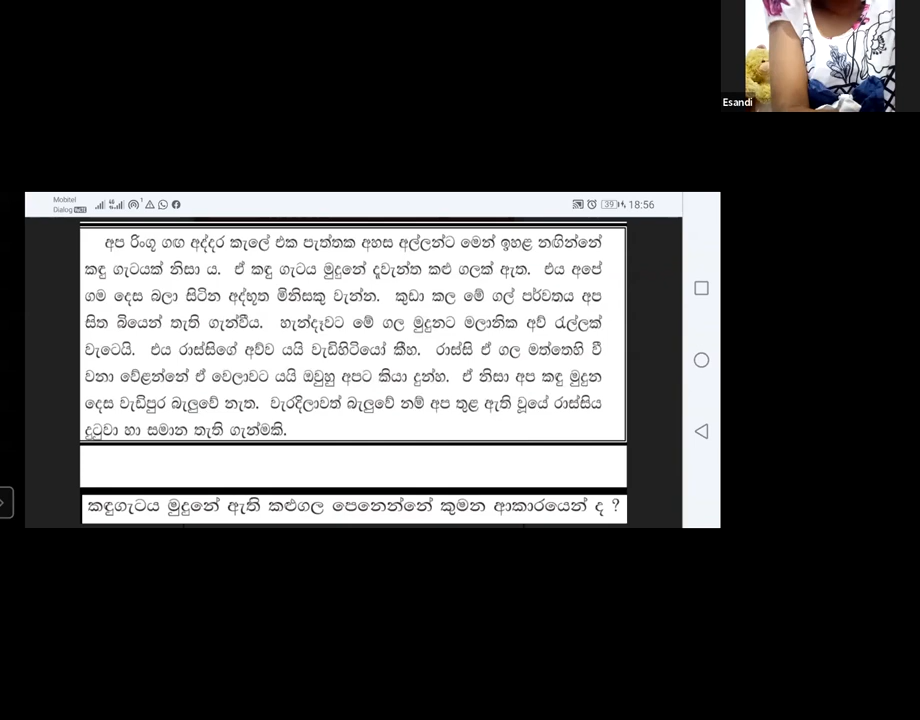 Esandi
Mobitel
Dialog
39
18:56
අප රිංගූ ගඟ අද්දර කැලේ එක පැත්තක අහස අල්ලන්ට මෙන් ඉහළ නඟින්නේ
කඳු ගැටයක් නිසා ය. ඒ කඳු ගැටය මුදුනේ දැවැන්ත කළු ගලක් ඇත. එය අපේ
ගම දෙස බලා සිටින අද්භූත මිනිසකු වැන්න. කුඩා කල මේ ගල් පර්වතය අප
සිත බියෙන් තැති ගැන්වීය. හැන්දෑවට මේ ගල මුදුනට මලානික අව් රැල්ලක්
වැටෙයි. එය රාස්සිගේ අව්ව යයි වැඩිහිටියෝ කීහ. රාස්සි ඒ ගල මත්තෙහි වී
වනා වේළන්නේ ඒ වෙලාවට යයි ඔවුහු අපට කියා දුන්හ. ඒ නිසා අප කඳු මුදුන
දෙස වැඩිපුර බැලුවේ නැත. වැරදිලාවත් බැලුවේ නම් අප තුළ ඇති වූයේ රාස්සිය
දුටුවා හා සමාන තැති ගැන්මකි.
කඳුගැටය මුදුනේ ඇති කළුගල පෙනෙන්නේ කුමන ආකාරයෙන් ද ?